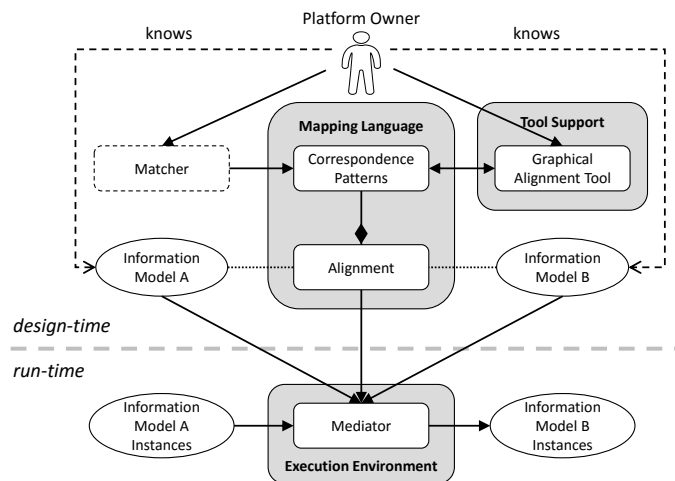 Platform Owner
knows
knows
Mapping Language
Tool Support
Matcher
Correspondence
Patterns
Graphical
Alignment Tool
Information
Model A
Alignment
Information
Model B
design-time
run-time
Information
Model A
Instances
Mediator
Information
Model B
Instances
Execution Environment